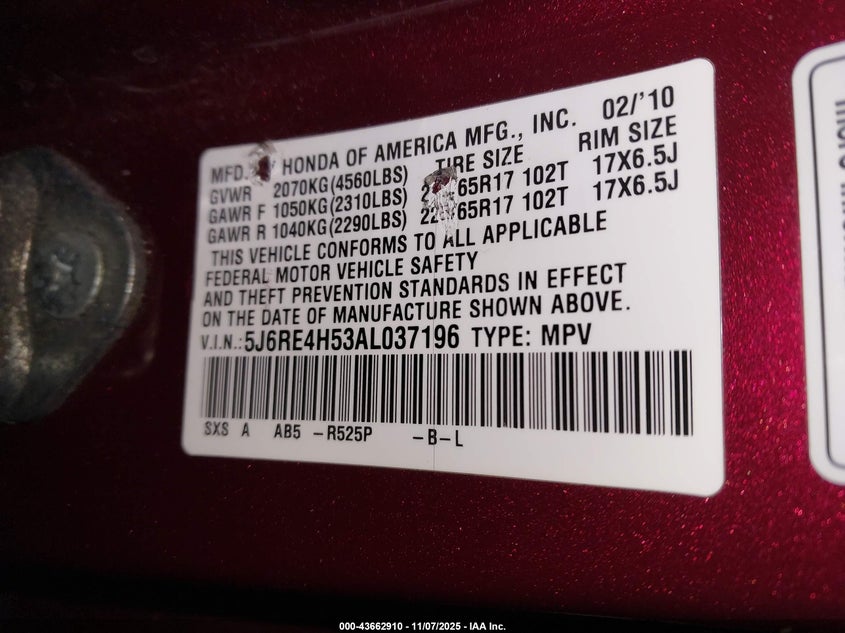 MFD. BY HONDA OF AMERICA MFG., INC. 02/'10
TIRE SIZE RIM SIZE
GVWR 2070KG(4560LBS)
GAWR F 1050KG(2310LBS) 102T 17X6.5J
GAWR R 1040KG(2290LBS) 102T 17X6.5J
THIS VEHICLE CONFORMS TO ALL APPLICABLE
FEDERAL MOTOR VEHICLE SAFETY
AND THEFT PREVENTION STANDARDS IN EFFECT
ON THE DATE OF MANUFACTURE SHOWN ABOVE.
V.I.N.: 5J6RE4H53AL037196 TYPE: MPV
SXS A AB5 -R525P -B-L
000-43662910 - 11/07/2025 - IAA Inc.